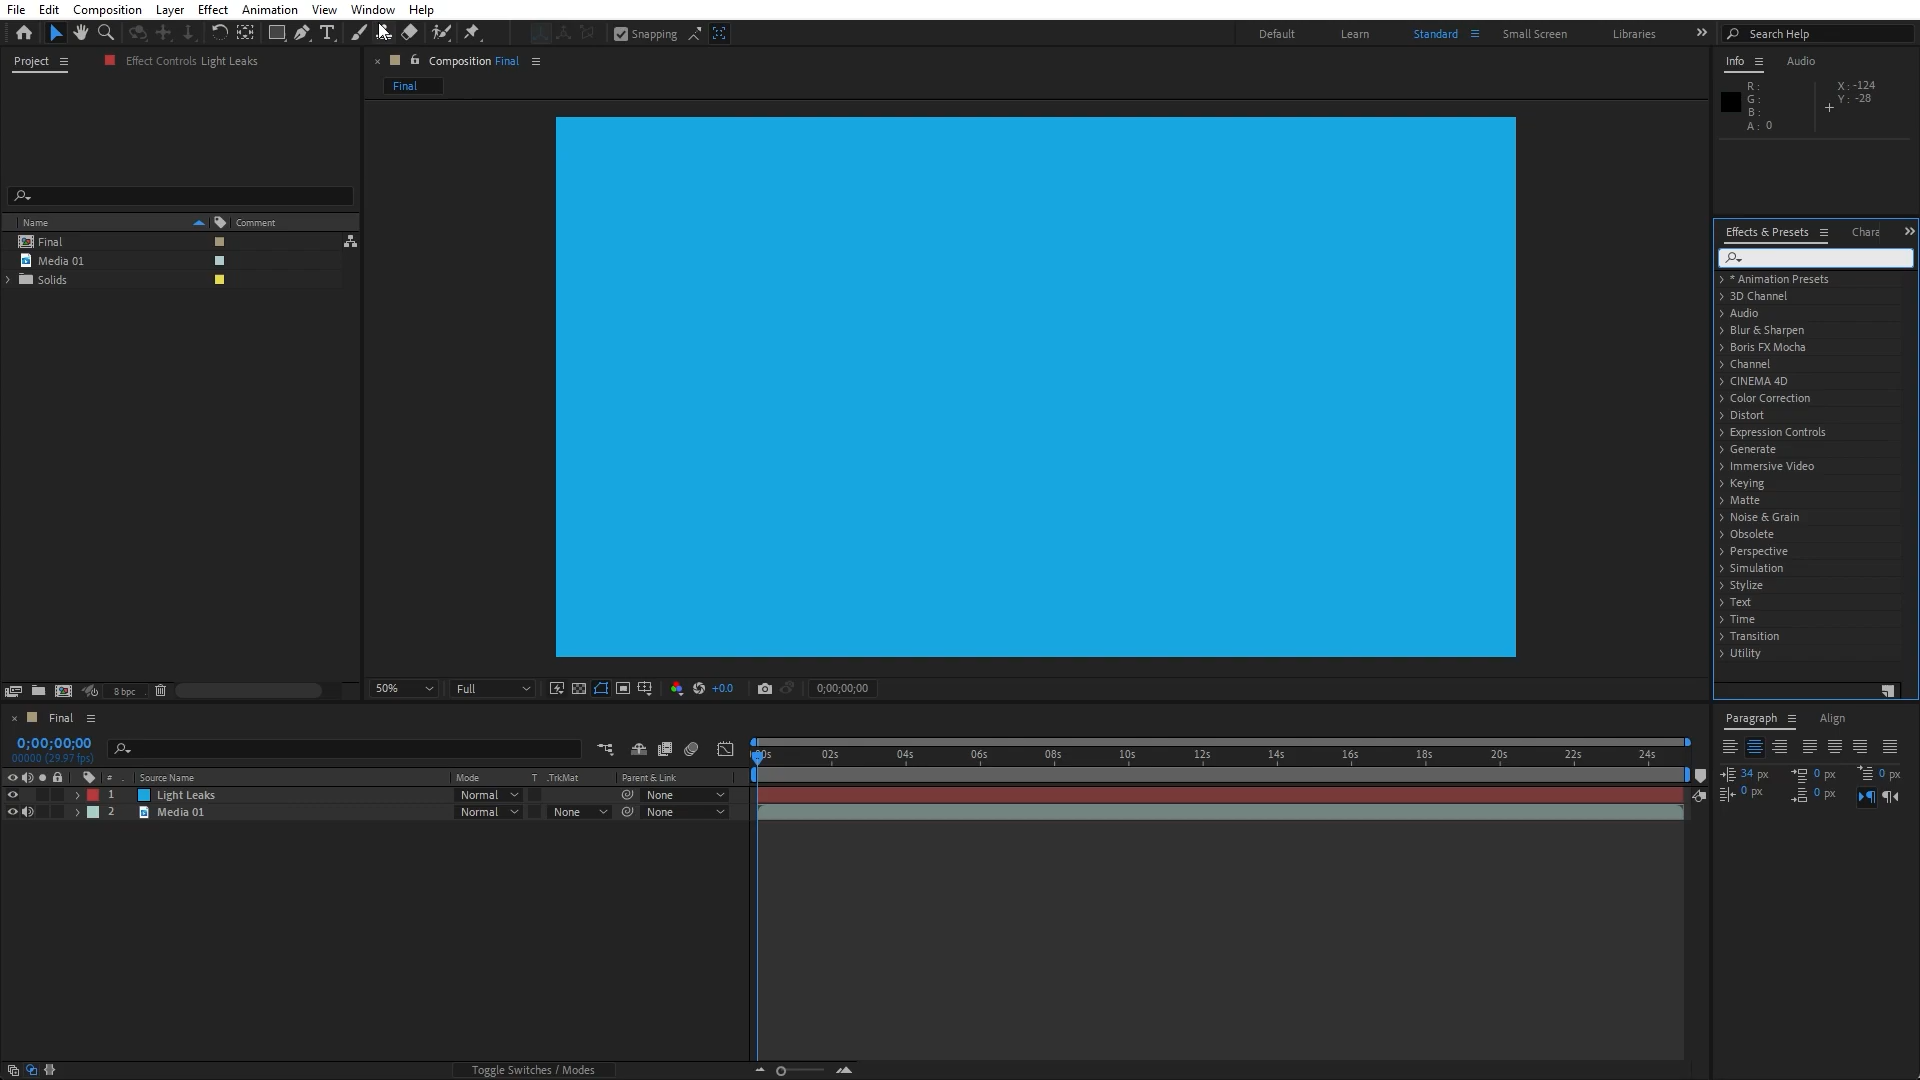 File Edit Composition Layer Effect Animation View Window Help
Snapping Default Learn Standard Small Screen Libraries Search Help
Project Effect Controls Light Leaks Composition Final Info Audio
Final
R :
G :
B :
A : 0
X : -124
Y : -28
Effects & Presets Chara
Name Comment
Final
Media 01
Solids
* Animation Presets
3D Channel
Audio
Blur & Sharpen
Boris FX Mocha
Channel
CINEMA 4D
Color Correction
Distort
Expression Controls
Generate
Immersive Video
Keying
Matte
Noise & Grain
Obsolete
Perspective
Simulation
Stylize
Text
Time
Transition
Utility
8 bpc 50% Full +0.0 0;00;00;00
Final
0;00;00;00
00000 (29.97 fps)
00s 02s 04s 06s 08s 10s 12s 14s 16s 18s 20s 22s 24s
# Source Name Mode T .TrkMat Parent & Link
1 Light Leaks Normal None
2 Media 01 Normal None None
Toggle Switches / Modes
Paragraph Align
34 px 0 px 0 px
0 px 0 px